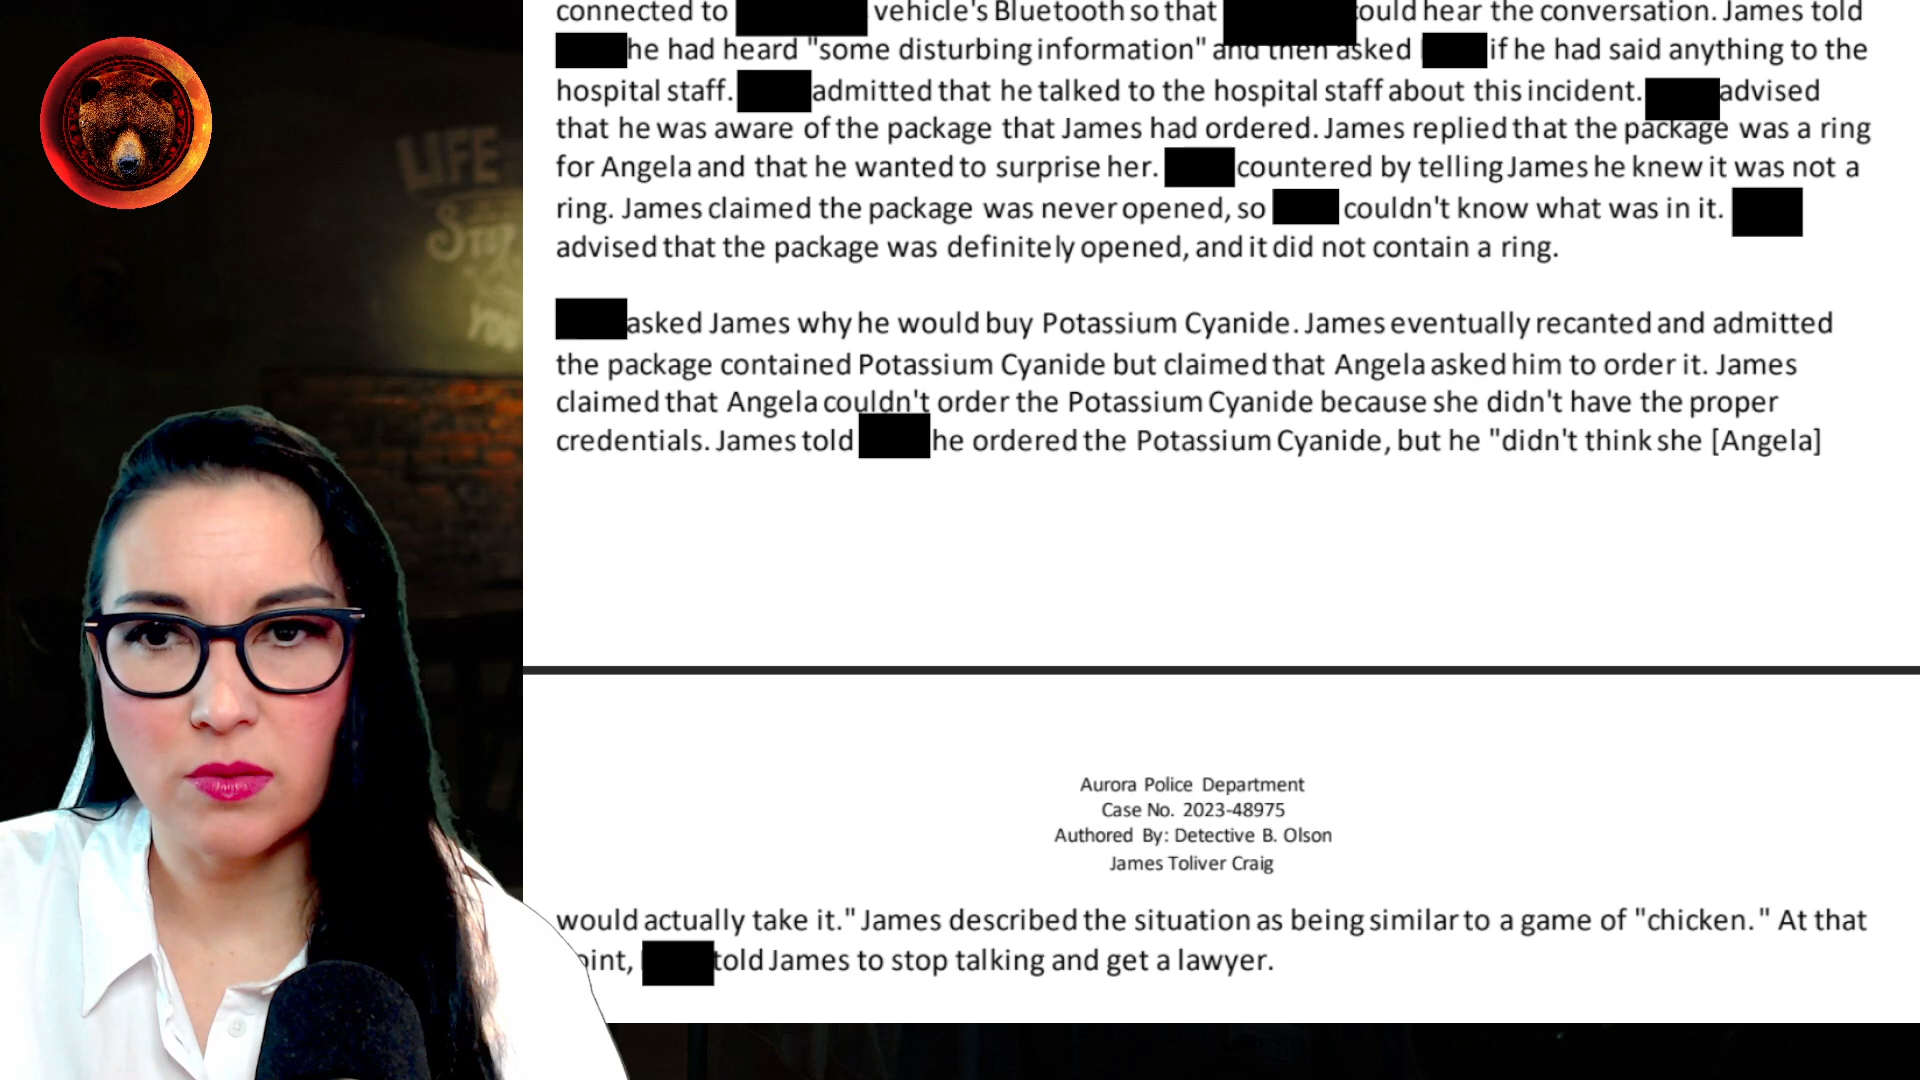 connected to vehicle's Bluetooth so that could hear the conversation. James told
he had heard "some disturbing information" and then asked if he had said anything to the
hospital staff. admitted that he talked to the hospital staff about this incident. advised
that he was aware of the package that James had ordered. James replied that the package was a ring
for Angela and that he wanted to surprise her. countered by telling James he knew it was not a
ring. James claimed the package was never opened, so couldn't know what was in it.
advised that the package was definitely opened, and it did not contain a ring.
asked James why he would buy Potassium Cyanide. James eventually recanted and admitted
the package contained Potassium Cyanide but claimed that Angela asked him to order it. James
claimed that Angela couldn't order the Potassium Cyanide because she didn't have the proper
credentials. James told he ordered the Potassium Cyanide, but he "didn't think she [Angela]
Aurora Police Department
Case No. 2023-48975
Authored By: Detective B. Olson
James Toliver Craig
would actually take it." James described the situation as being similar to a game of "chicken." At that
oint, told James to stop talking and get a lawyer.
LIFE